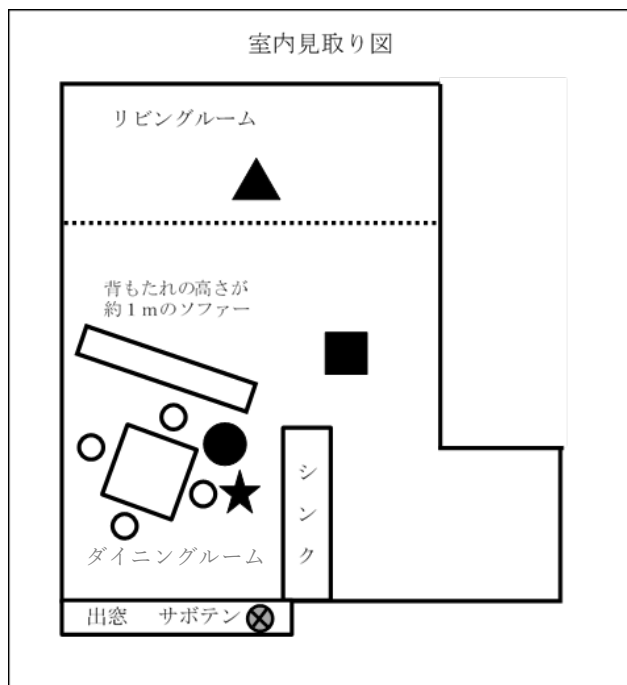 室内見取り図
リビングルーム
背もたれの高さが
約1mのソファー
シンク
ダイニングルーム
出窓 サボテン